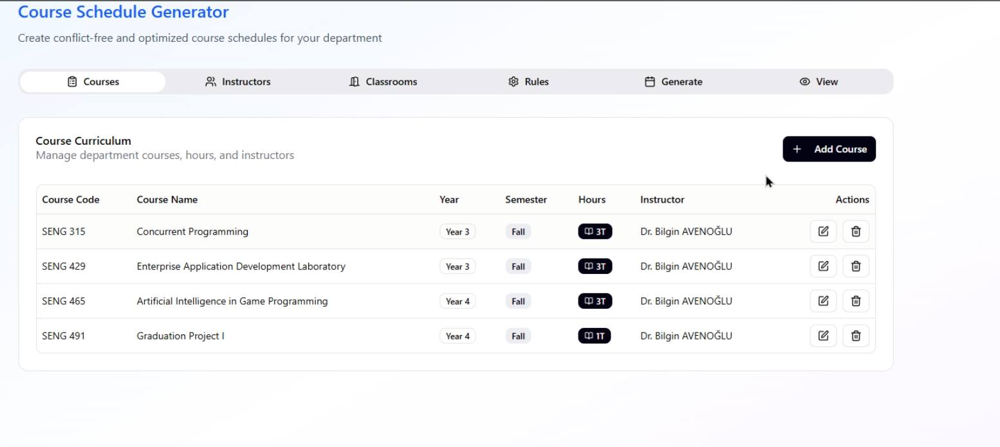 Course Schedule Generator
Create conflict-free and optimized course schedules for your department
Courses Instructors Classrooms Rules Generate View
Course Curriculum
Manage department courses, hours, and instructors
+ Add Course
Course Code Course Name Year Semester Hours Instructor Actions
SENG 315 Concurrent Programming Year 3 Fall 3T Dr. Bilgin AVENOĞLU
SENG 429 Enterprise Application Development Laboratory Year 3 Fall 3T Dr. Bilgin AVENOĞLU
SENG 465 Artificial Intelligence in Game Programming Year 4 Fall 3T Dr. Bilgin AVENOĞLU
SENG 491 Graduation Project I Year 4 Fall 1T Dr. Bilgin AVENOĞLU